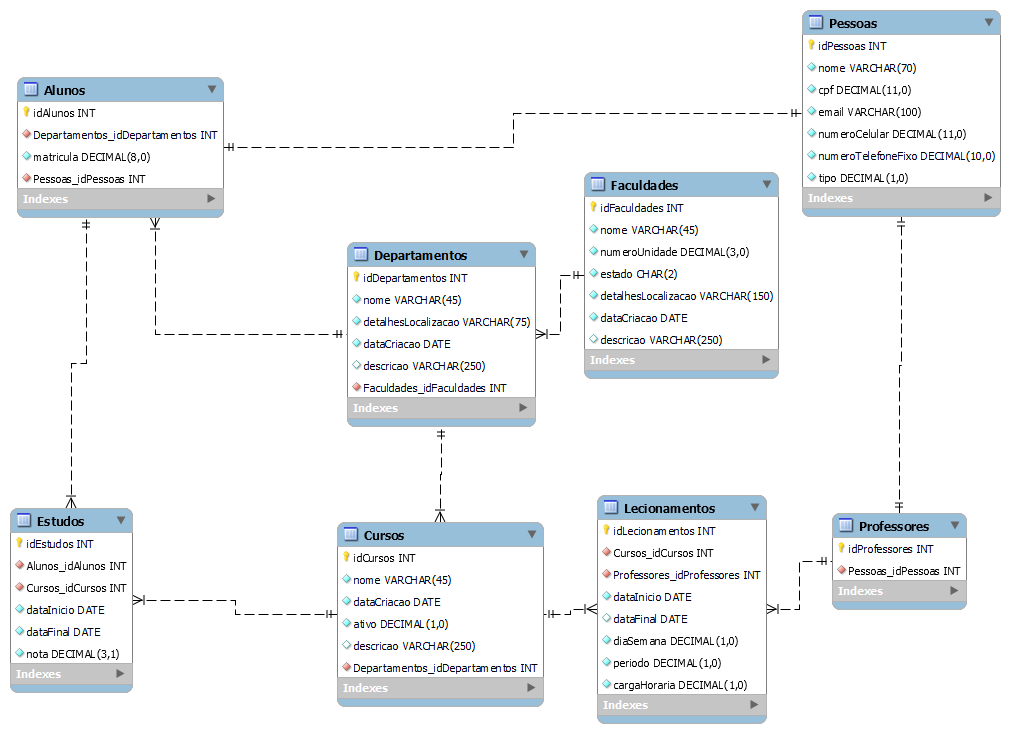 Pessoas
idPessoas INT
nome VARCHAR(70)
cpf DECIMAL(11,0)
email VARCHAR(100)
numeroCelular DECIMAL(11,0)
numeroTelefoneFixo DECIMAL(10,0)
tipo DECIMAL(1,0)
Indexes
Alunos
idAlunos INT
Departamentos_idDepartamentos INT
matricula DECIMAL(8,0)
Pessoas_idPessoas INT
Indexes
Faculdades
idFaculdades INT
nome VARCHAR(45)
numeroUnidade DECIMAL(3,0)
estado CHAR(2)
detalhesLocalizacao VARCHAR(150)
dataCriacao DATE
descricao VARCHAR(250)
Indexes
Departamentos
idDepartamentos INT
nome VARCHAR(45)
detalhesLocalizacao VARCHAR(75)
dataCriacao DATE
descricao VARCHAR(250)
Faculdades_idFaculdades INT
Indexes
Estudos
idEstudos INT
Alunos_idAlunos INT
Cursos_idCursos INT
dataInicio DATE
dataFinal DATE
nota DECIMAL(3,1)
Indexes
Cursos
idCursos INT
nome VARCHAR(45)
dataCriacao DATE
ativo DECIMAL(1,0)
descricao VARCHAR(250)
Departamentos_idDepartamentos INT
Indexes
Lecionamentos
idLecionamentos INT
Cursos_idCursos INT
Professores_idProfessores INT
dataInicio DATE
dataFinal DATE
diaSemana DECIMAL(1,0)
periodo DECIMAL(1,0)
cargaHoraria DECIMAL(1,0)
Indexes
Professores
idProfessores INT
Pessoas_idPessoas INT
Indexes